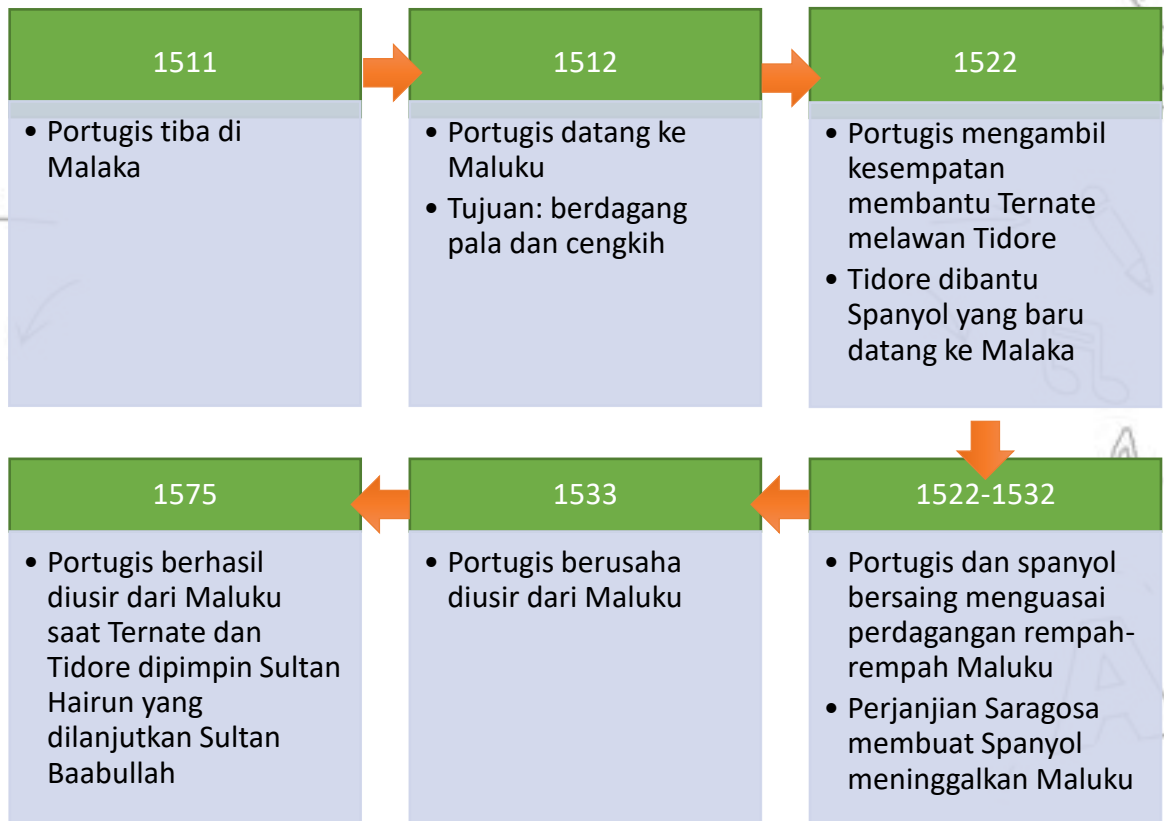 1511
• Portugis tiba di
Malaka
1512
• Portugis datang ke
Maluku
• Tujuan: berdagang
pala dan cengkih
1522
• Portugis mengambil
kesempatan
membantu Ternate
melawan Tidore
• Tidore dibantu
Spanyol yang baru
datang ke Malaka
1522-1532
• Portugis dan spanyol
bersaing menguasai
perdagangan rempah-
rempah Maluku
• Perjanjian Saragosa
membuat Spanyol
meninggalkan Maluku
1533
• Portugis berusaha
diusir dari Maluku
1575
• Portugis berhasil
diusir dari Maluku
saat Ternate dan
Tidore dipimpin Sultan
Hairun yang
dilanjutkan Sultan
Baabullah